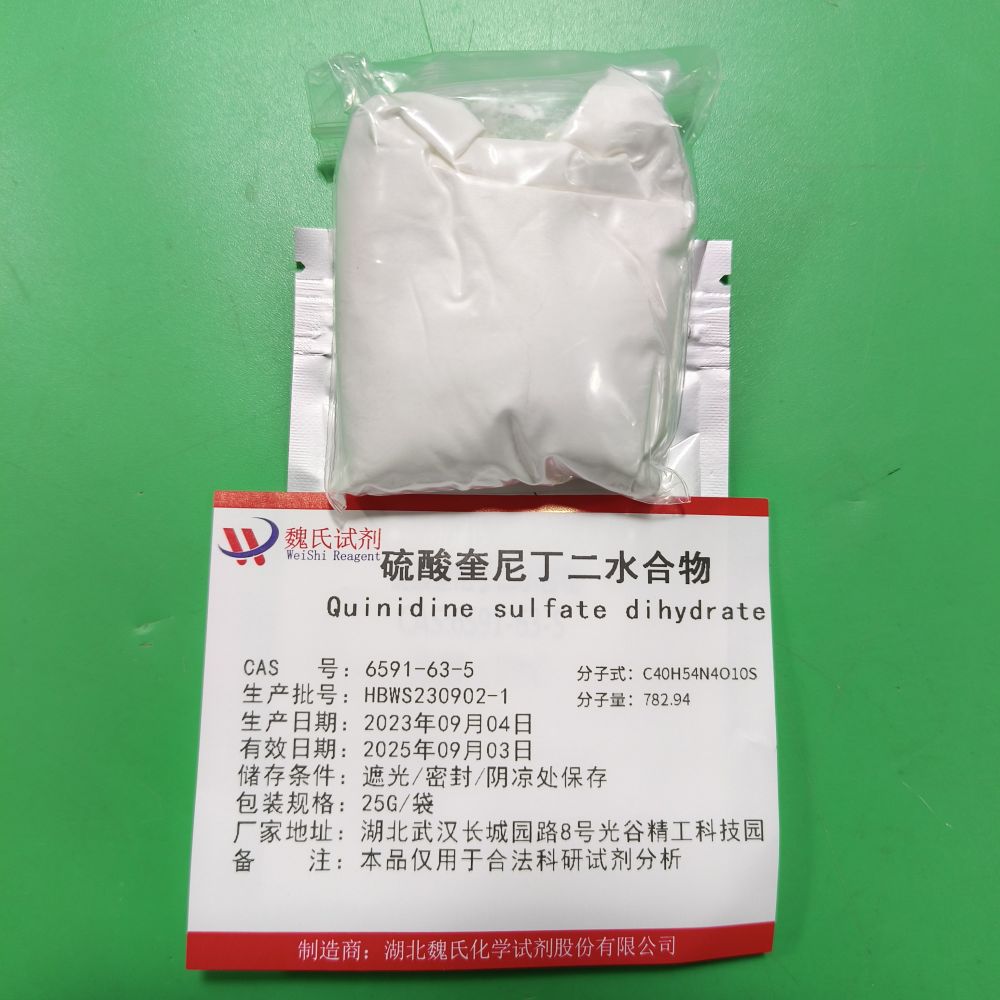 魏氏试剂
WeiShi Reagent
硫酸奎尼丁二水合物
Quinidine sulfate dihydrate
CAS 号：6591-63-5
分子式：C40H54N4O10S
生产批号：HBWS230902-1
分子量：782.94
生产日期：2023年09月04日
有效日期：2025年09月03日
储存条件：遮光/密封/阴凉处保存
包装规格：25G/袋
厂家地址：湖北武汉长城园路8号光谷精工科技园
备 注：本品仅用于合法科研试剂分析
制造商：湖北魏氏化学试剂股份有限公司